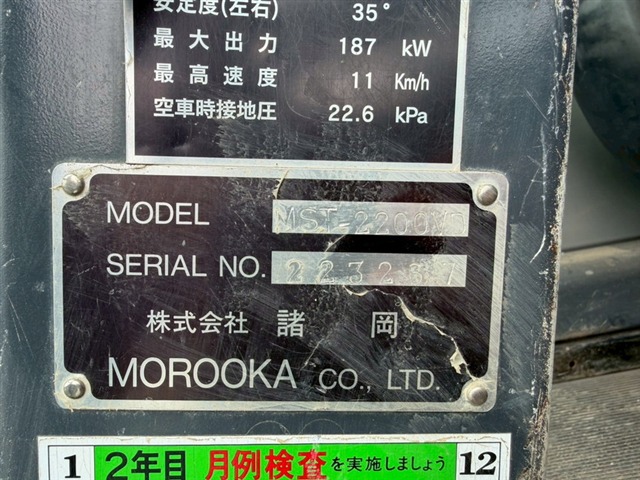 安定度(左右) 35°
最大出力 187 kW
最高速度 11 Km/h
空車時接地圧 22.6 kPa
MODEL
SERIAL NO.
株式会社 諸岡
MOROOKA CO., LTD.
1 2年目 月例検査を実施しましょう 12